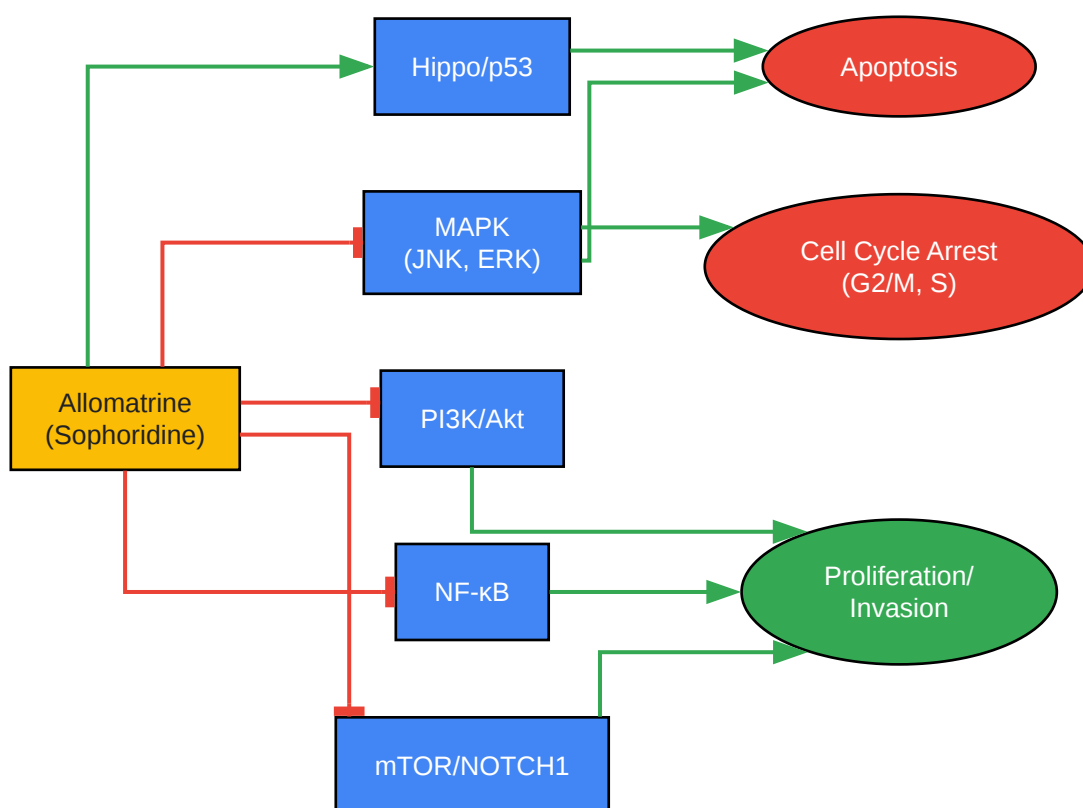 Hippo/p53
Apoptosis
MAPK
(JNK, ERK)
Cell Cycle Arrest
(G2/M, S)
Allomatrine
(Sophoridine)
PI3K/Akt
NF-κB
Proliferation/
Invasion
mTOR/NOTCH1